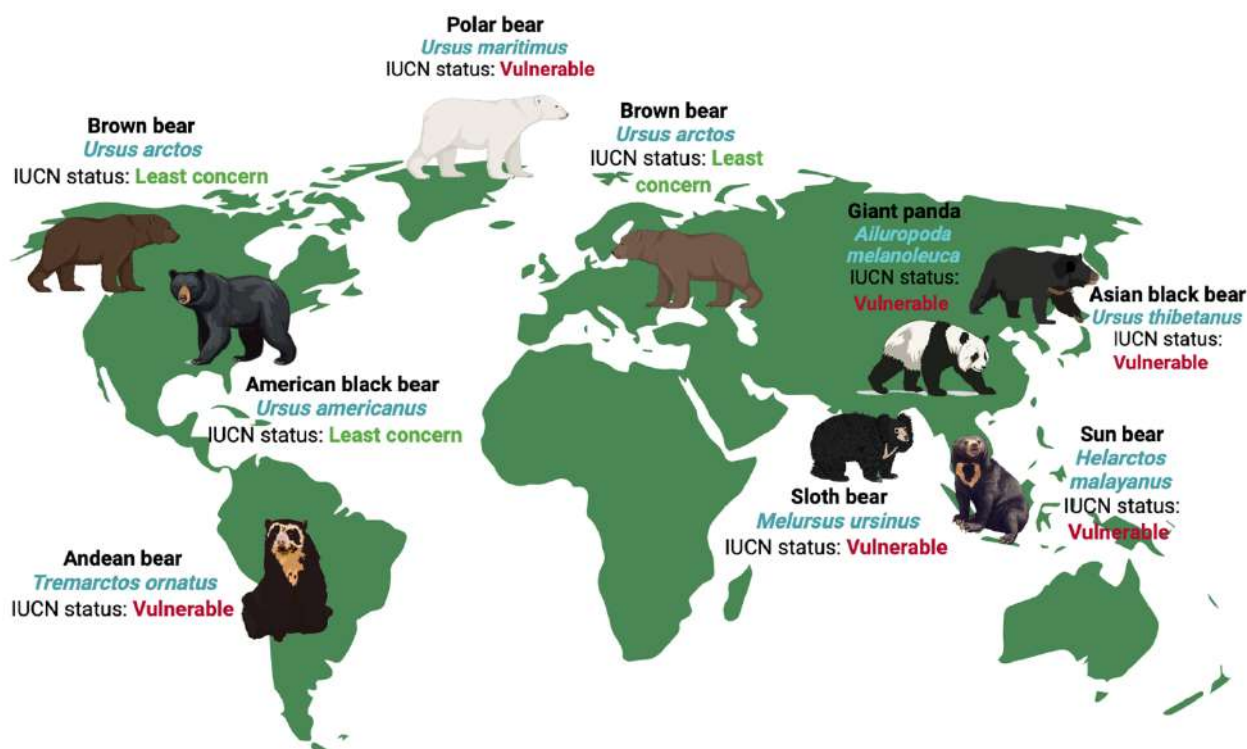 Polar bear
Ursus maritimus
IUCN status: Vulnerable
Brown bear
Ursus arctos
IUCN status: Least concern
Brown bear
Ursus arctos
IUCN status: Least
concern
Giant panda
Ailuropoda
melanoleuca
IUCN status:
Vulnerable
Asian black bear
Ursus thibetanus
IUCN status:
Vulnerable
American black bear
Ursus americanus
IUCN status: Least concern
Sun bear
Helarctos
malayanus
IUCN status:
Vulnerable
Sloth bear
Melursus ursinus
IUCN status: Vulnerable
Andean bear
Tremarctos ornatus
IUCN status: Vulnerable